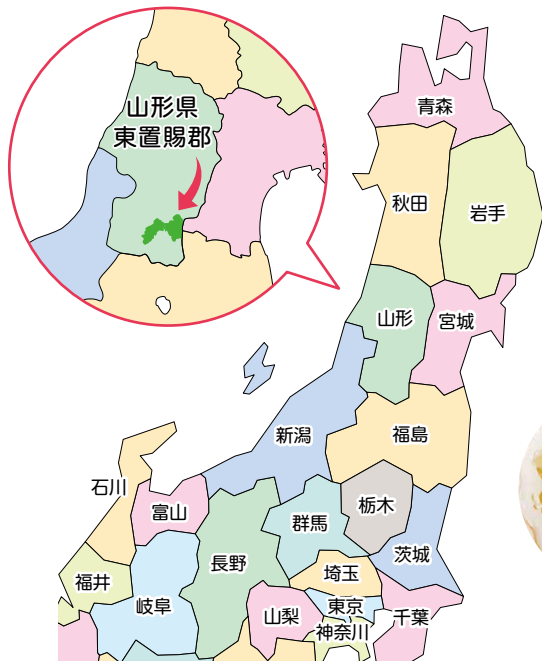 山形県
東置賜郡
青森
秋田
岩手
山形
宮城
新潟
福島
石川
富山
群馬
栃木
長野
茨城
福井
岐阜
埼玉
山梨
東京
千葉
神奈川